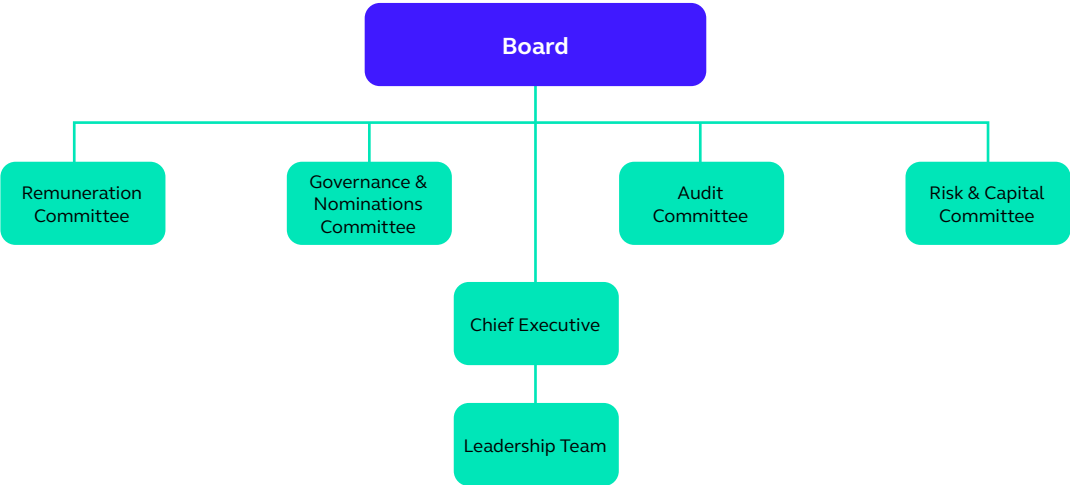 Board
Remuneration
Committee
Governance &
Nominations
Committee
Audit
Committee
Risk & Capital
Committee
Chief Executive
Leadership Team